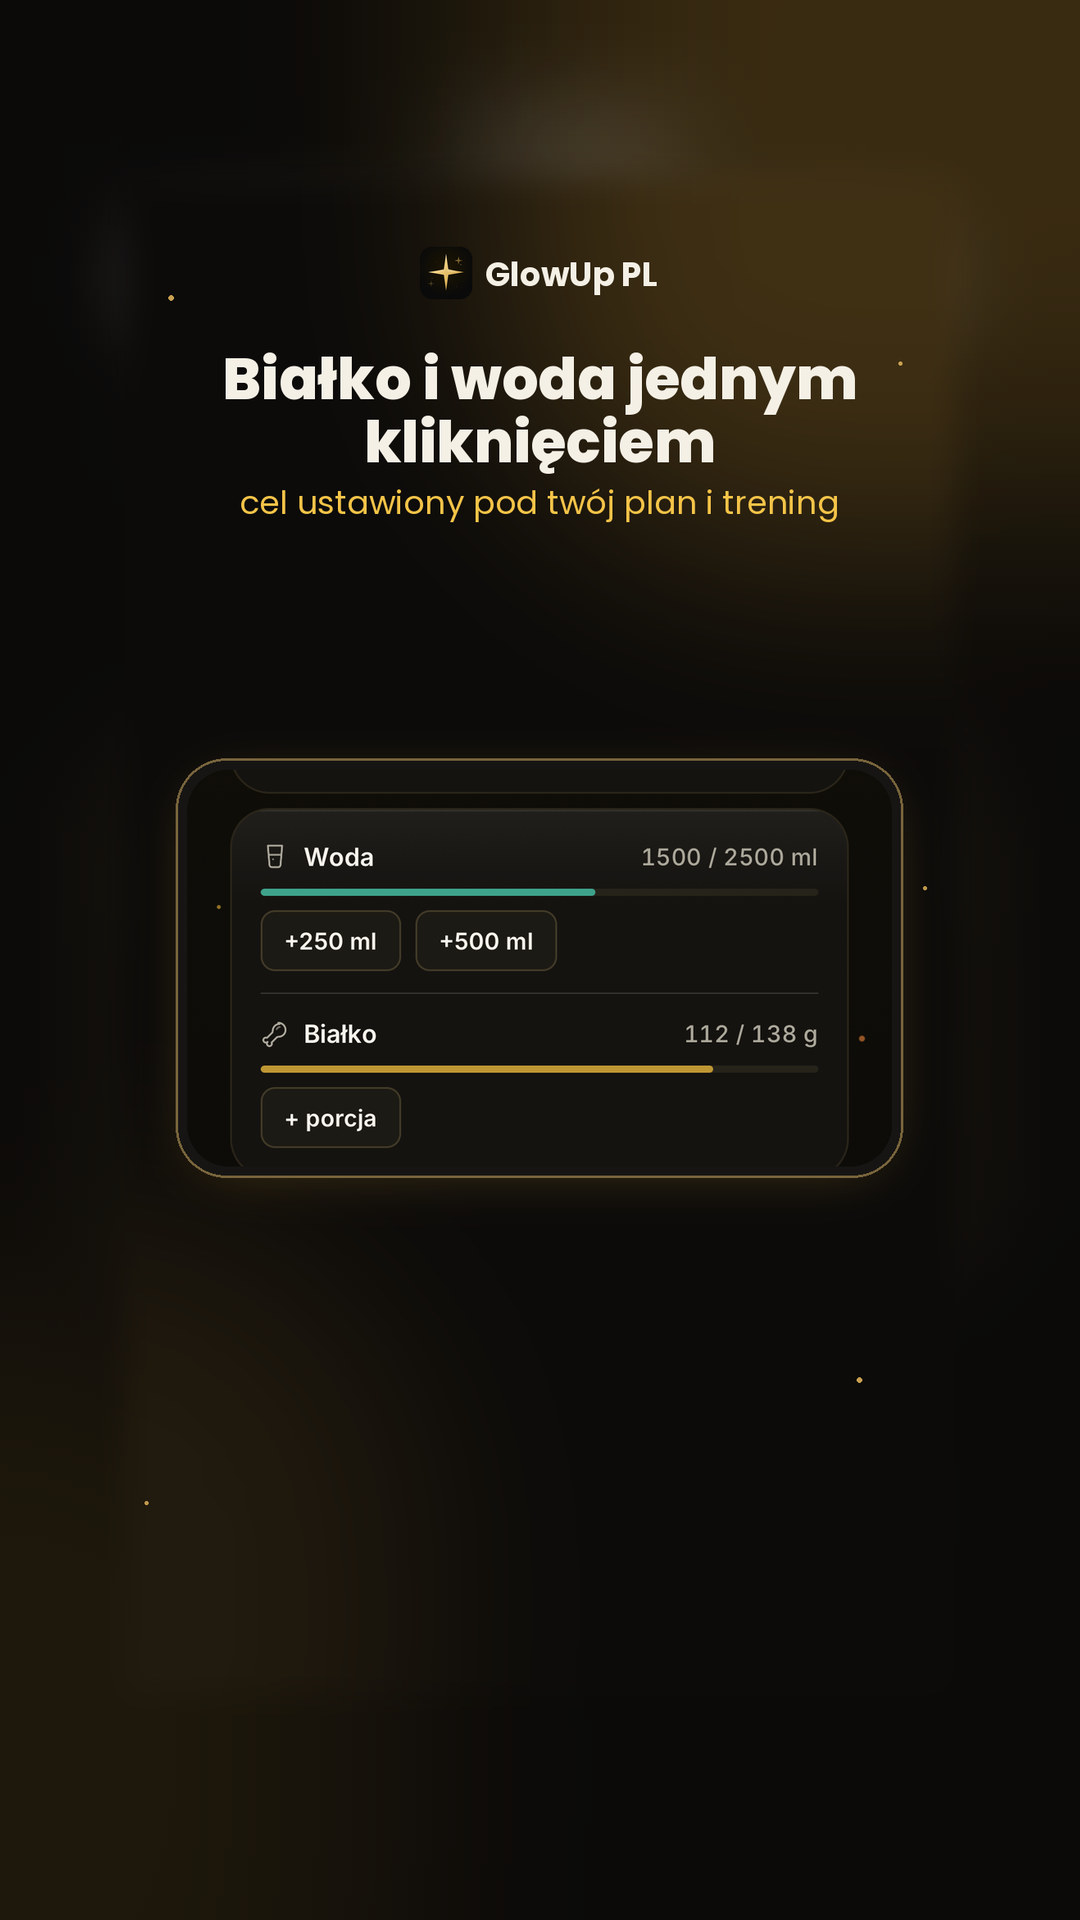 GlowUp PL
Białko i woda jednym
kliknięciem
cel ustawiony pod twój plan i trening
Woda
1500 / 2500 ml
+250 ml
+500 ml
Białko
112 / 138 g
+ porcja